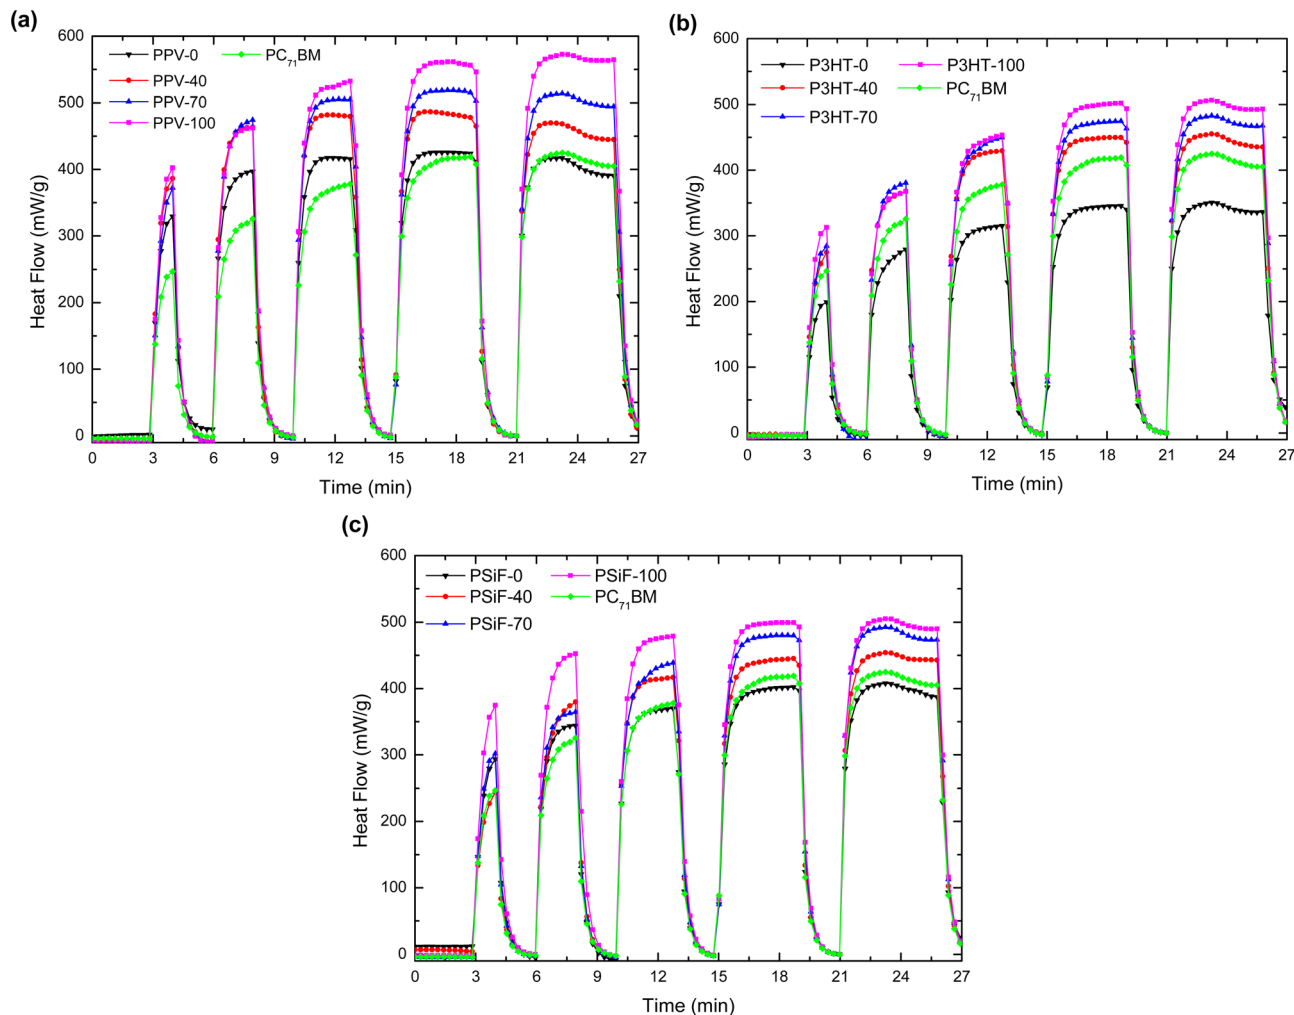 (a)
600
500
400
300
200
100
0
Heat Flow (mW/g)
PPV-0
PC71BM
PPV-40
PPV-70
PPV-100
0 3 6 9 12 15 18 21 24 27
Time (min)
(b)
600
500
400
300
200
100
0
Heat Flow (mW/g)
P3HT-0
P3HT-100
P3HT-40
PC71BM
P3HT-70
0 3 6 9 12 15 18 21 24 27
Time (min)
(c)
600
500
400
300
200
100
0
Heat Flow (mW/g)
PSiF-0
PSiF-100
PSiF-40
PC71BM
PSiF-70
0 3 6 9 12 15 18 21 24 27
Time (min)